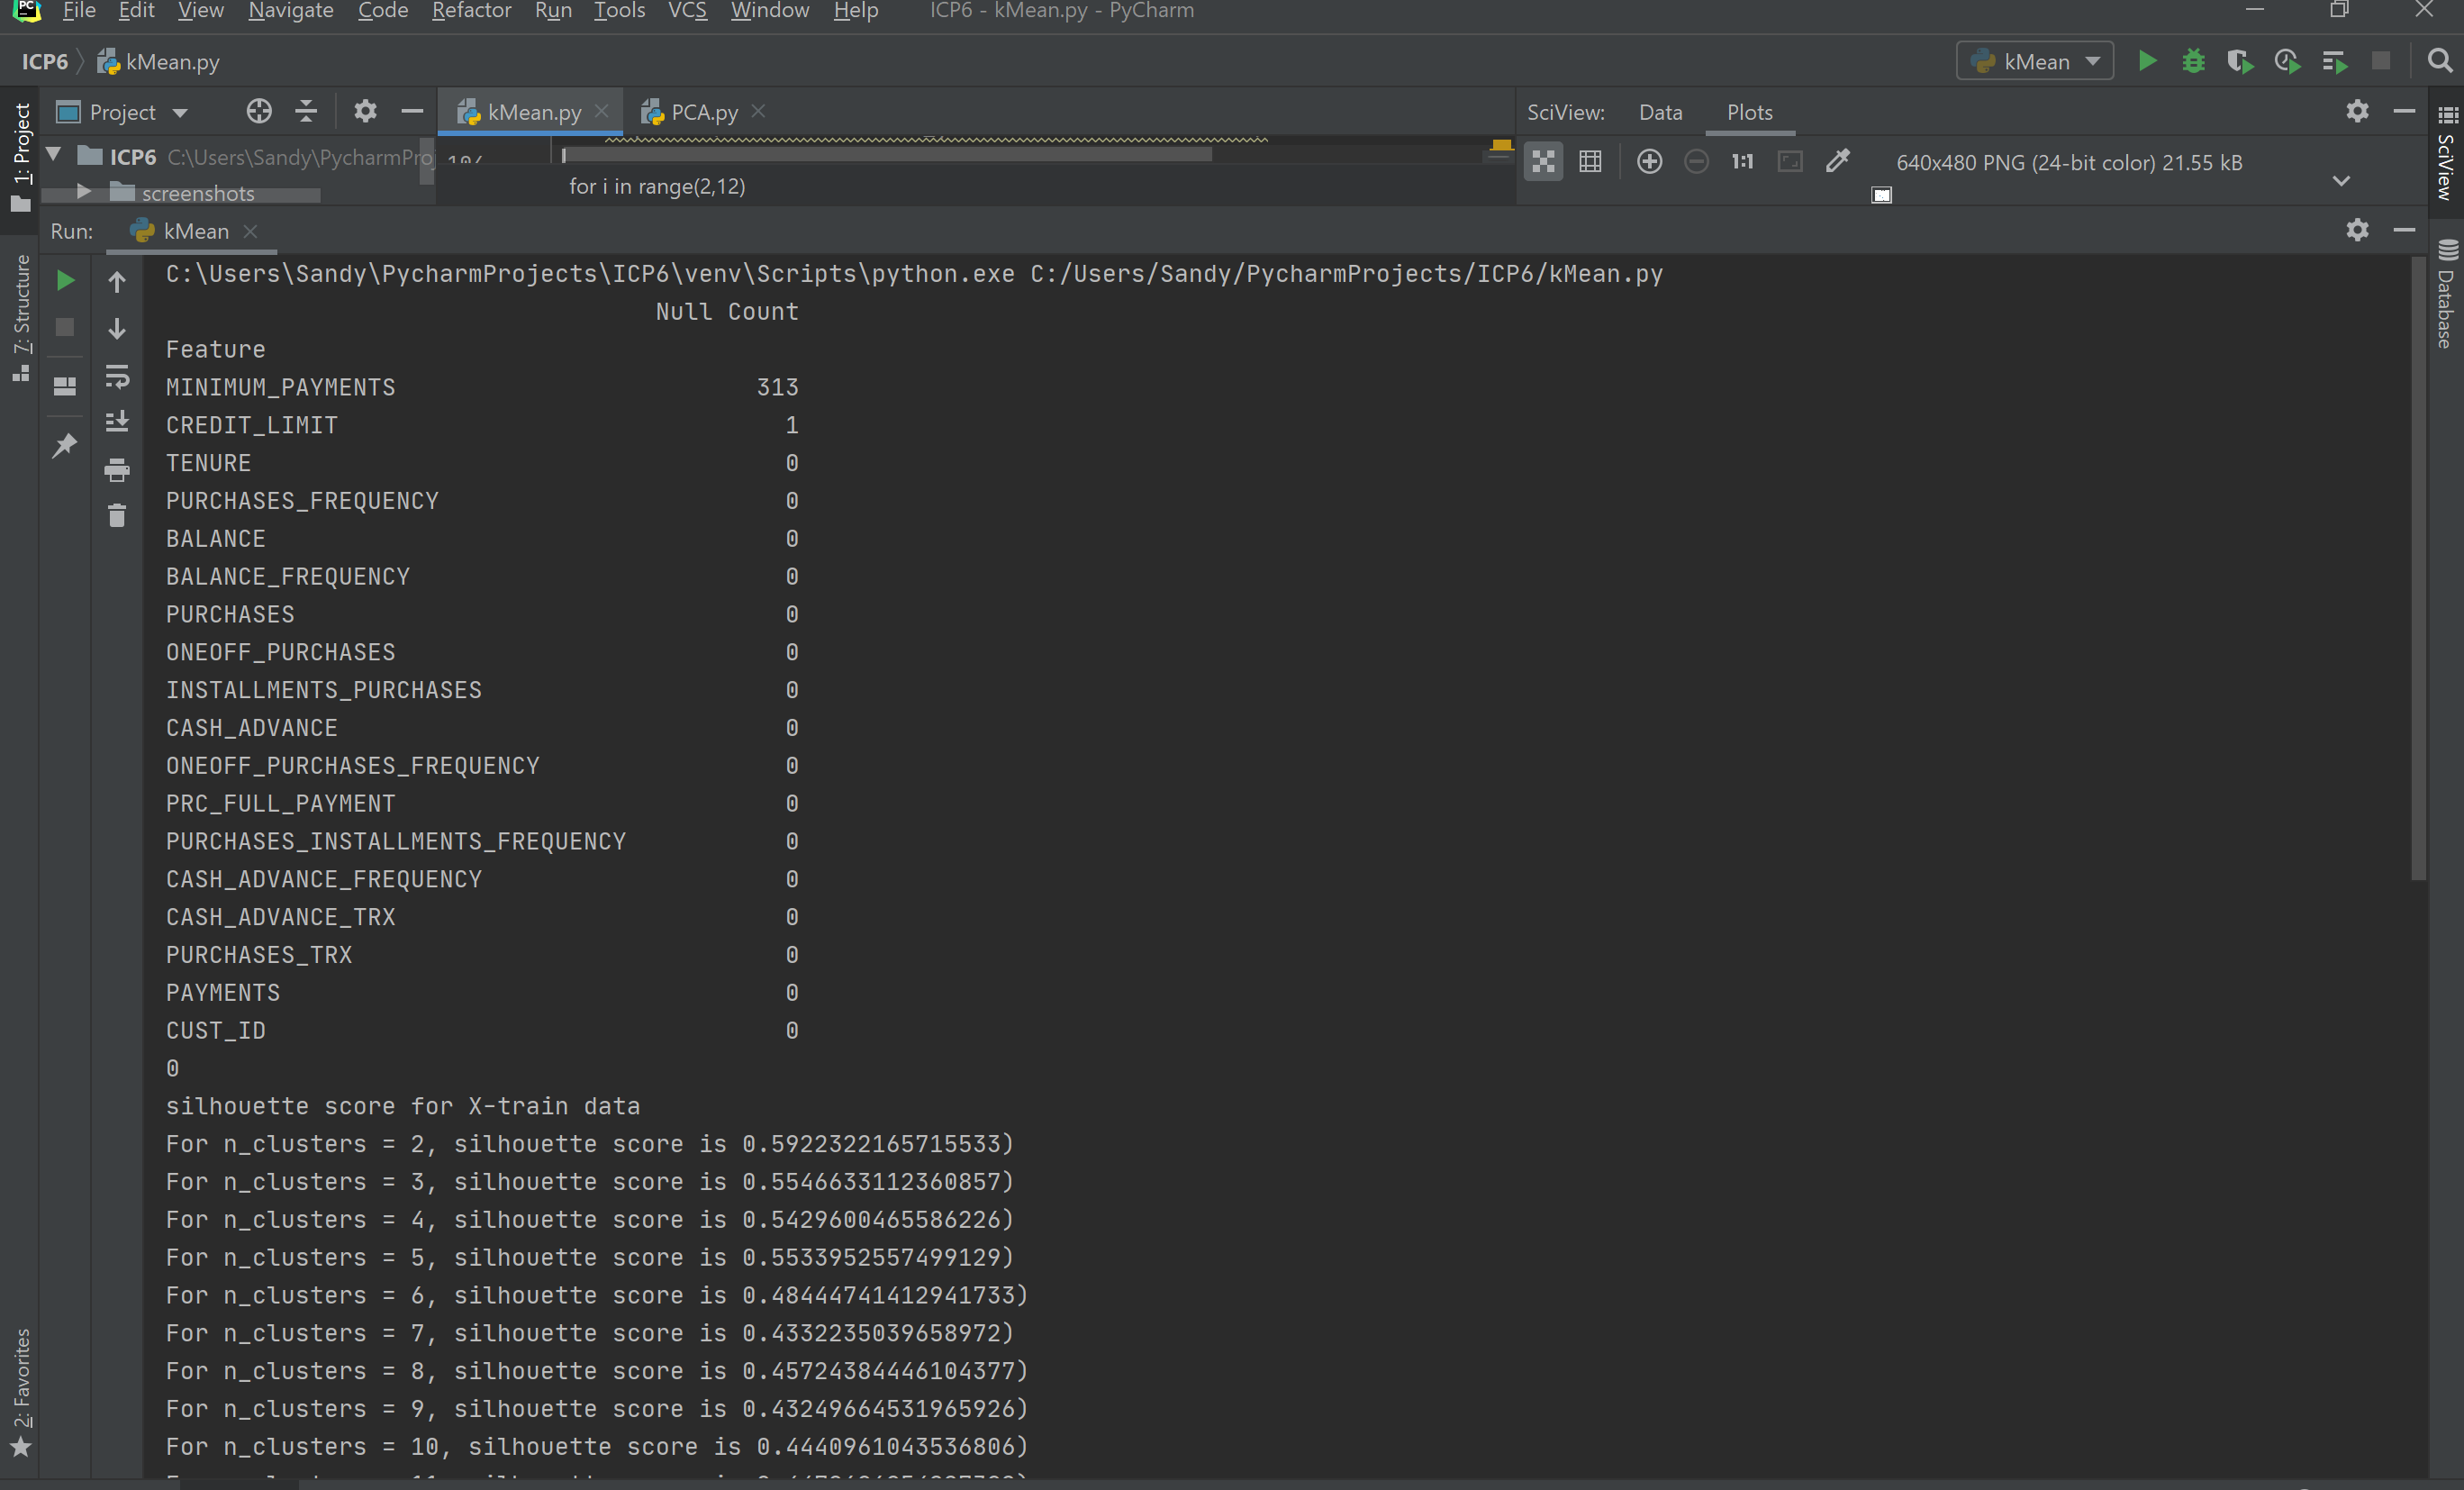 PC File Edit View Navigate Code Refactor Run Tools VCS Window Help ICP6 - kMean.py - PyCharm
ICP6 kMean.py kMean
Project kMean.py PCA.py SciView: Data Plots
ICP6 C:\Users\Sandy\PycharmProj 104 1:1 640x480 PNG (24-bit color) 21.55 kB
screenshots for i in range(2,12)
Run: kMean
1: Project
7: Structure
2: Favorites
SciView
Database
C:\Users\Sandy\PycharmProjects\ICP6\venv\Scripts\python.exe C:/Users/Sandy/PycharmProjects/ICP6/kMean.py
Null Count
Feature
MINIMUM_PAYMENTS 313
CREDIT_LIMIT 1
TENURE 0
PURCHASES_FREQUENCY 0
BALANCE 0
BALANCE_FREQUENCY 0
PURCHASES 0
ONEOFF_PURCHASES 0
INSTALLMENTS_PURCHASES 0
CASH_ADVANCE 0
ONEOFF_PURCHASES_FREQUENCY 0
PRC_FULL_PAYMENT 0
PURCHASES_INSTALLMENTS_FREQUENCY 0
CASH_ADVANCE_FREQUENCY 0
CASH_ADVANCE_TRX 0
PURCHASES_TRX 0
PAYMENTS 0
CUST_ID 0
0
silhouette score for X-train data
For n_clusters = 2, silhouette score is 0.5922322165715533)
For n_clusters = 3, silhouette score is 0.5546633112360857)
For n_clusters = 4, silhouette score is 0.5429600465586226)
For n_clusters = 5, silhouette score is 0.5533952557499129)
For n_clusters = 6, silhouette score is 0.48444741412941733)
For n_clusters = 7, silhouette score is 0.4332235039658972)
For n_clusters = 8, silhouette score is 0.45724384446104377)
For n_clusters = 9, silhouette score is 0.43249664531965926)
For n_clusters = 10, silhouette score is 0.4440961043536806)